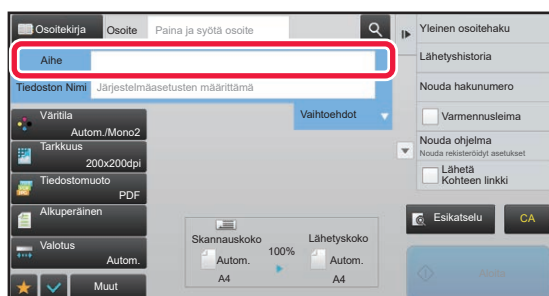 Osoitekirja Osoite Paina ja syötä osoite
Aihe
Tiedoston Nimi Järjestelmäasetusten määrittämä
Vaihtoehdot
Väritila
Autom./Mono2
Tarkkuus
200x200dpi
Tiedostomuoto
PDF
Alkuperäinen
Valotus
Autom.
Muut
Skannauskoko
Autom.
A4
100%
Lähetyskoko
Autom.
A4
Yleinen osoitehaku
Lähetyshistoria
Nouda hakunumero
Varmennusleima
Nouda ohjelma
Nouda rekisteröidyt asetukset
Lähetä
Kohteen linkki
Esikatselu
CA